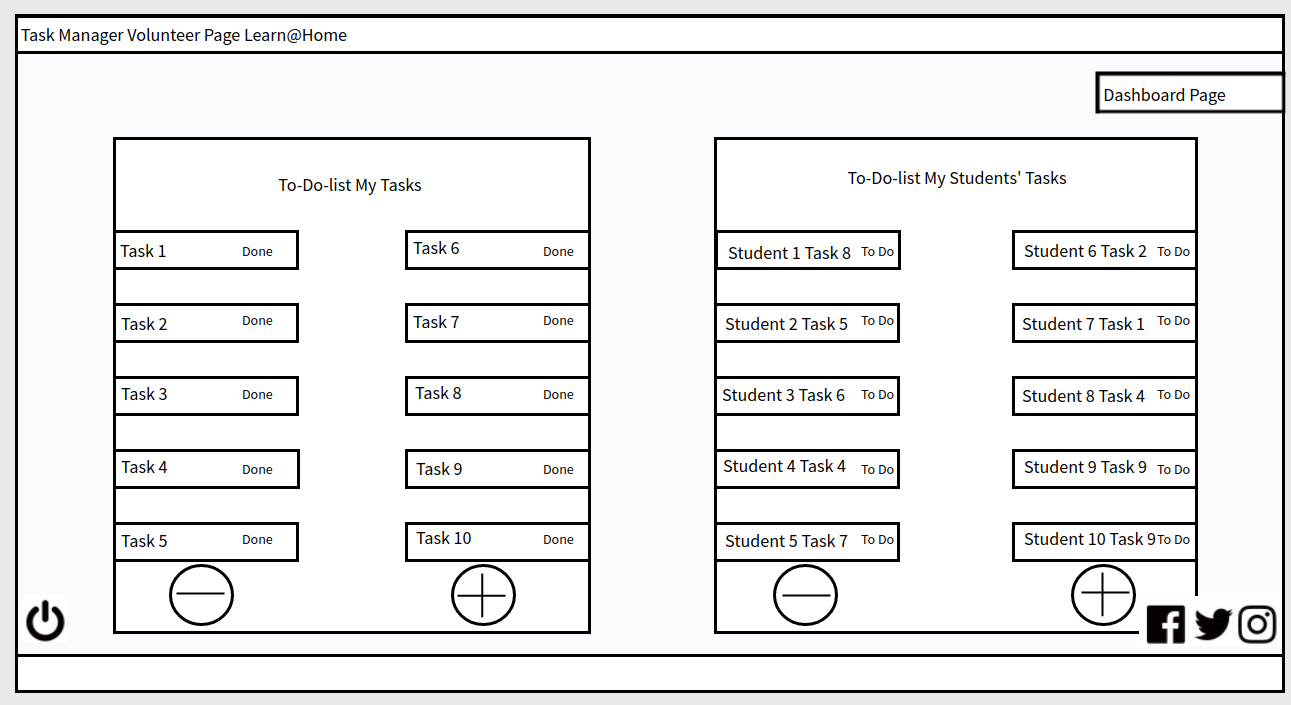 Task Manager Volunteer Page Learn@Home
Dashboard Page
To-Do-list My Tasks
Task 1 Done
Task 6 Done
Task 2 Done
Task 7 Done
Task 3 Done
Task 8 Done
Task 4 Done
Task 9 Done
Task 5 Done
Task 10 Done
To-Do-list My Students' Tasks
Student 1 Task 8 To Do
Student 6 Task 2 To Do
Student 2 Task 5 To Do
Student 7 Task 1 To Do
Student 3 Task 6 To Do
Student 8 Task 4 To Do
Student 4 Task 4 To Do
Student 9 Task 9 To Do
Student 5 Task 7 To Do
Student 10 Task 9 To Do